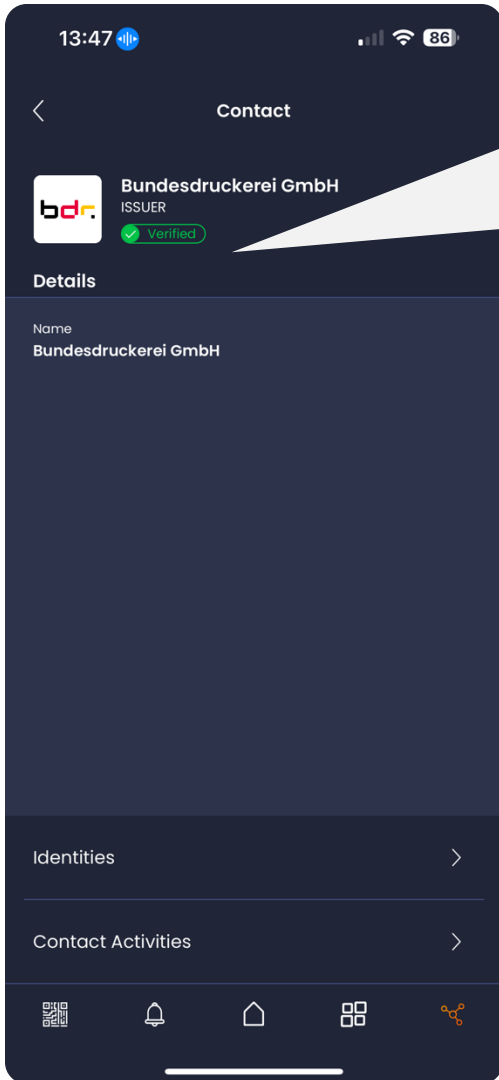 13:47
86
Contact
bdr.
Bundesdruckerei GmbH
ISSUER
Verified
Details
Name
Bundesdruckerei GmbH
Identities
Contact Activities